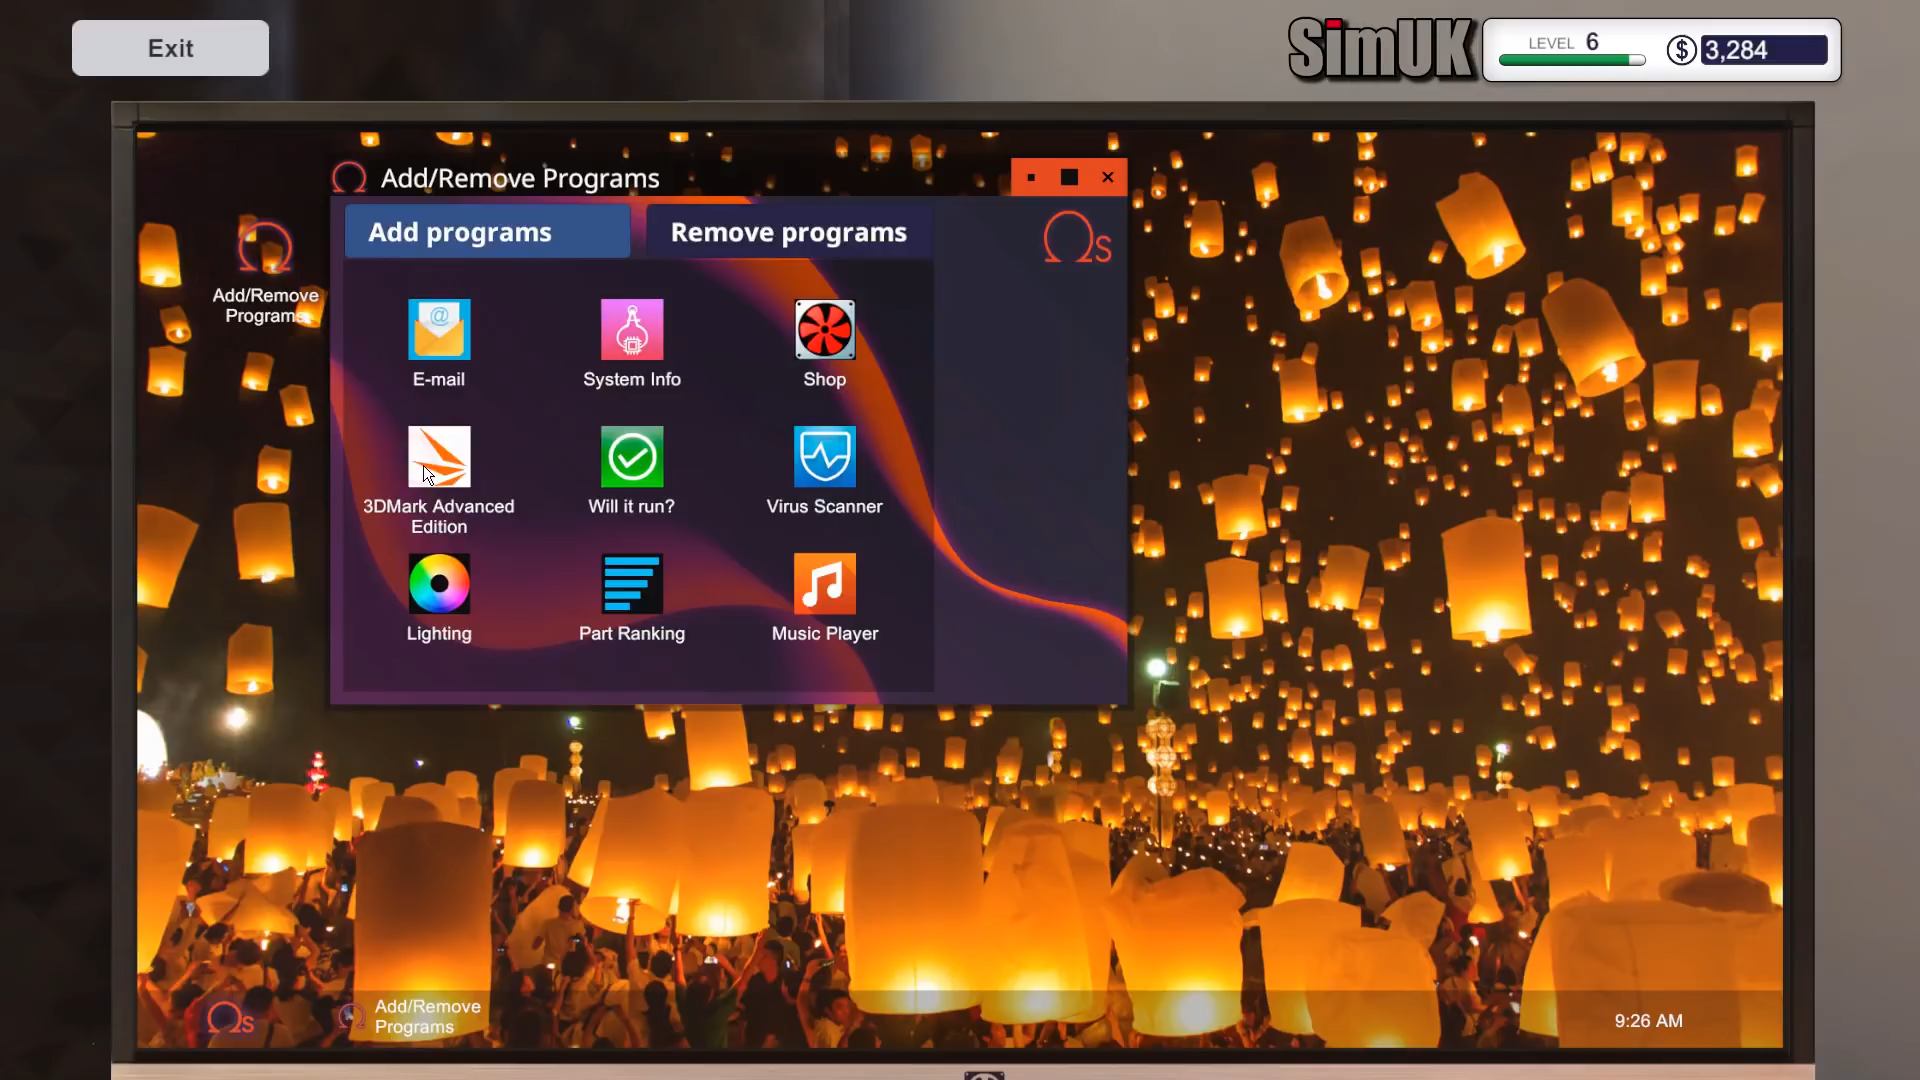 Exit
SimUK
LEVEL 6
$ 3,284
Add/Remove Programs
Add programs
Remove programs
Ωs
Add/Remove
Programs
E-mail
System Info
Shop
3DMark Advanced
Edition
Will it run?
Virus Scanner
Lighting
Part Ranking
Music Player
Ωs
Add/Remove
Programs
9:26 AM